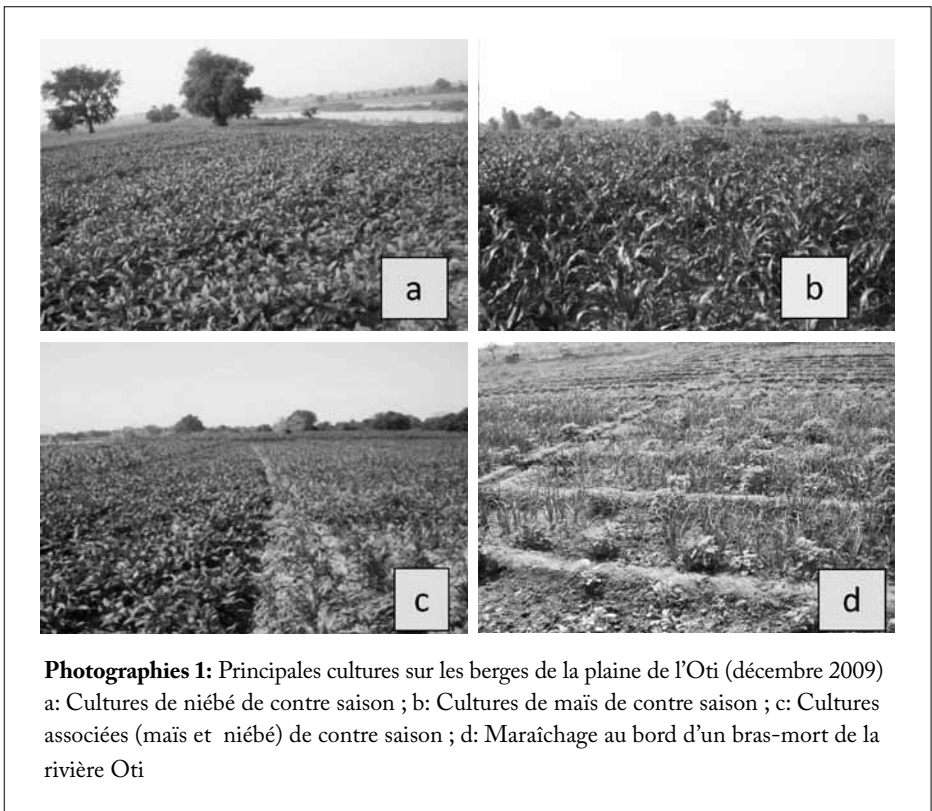 a
b
c
d
Photographies 1: Principales cultures sur les berges de la plaine de l'Oti (décembre 2009)
a: Cultures de niébé de contre saison ; b: Cultures de maïs de contre saison ; c: Cultures
associées (maïs et niébé) de contre saison ; d: Maraîchage au bord d'un bras-mort de la
rivière Oti